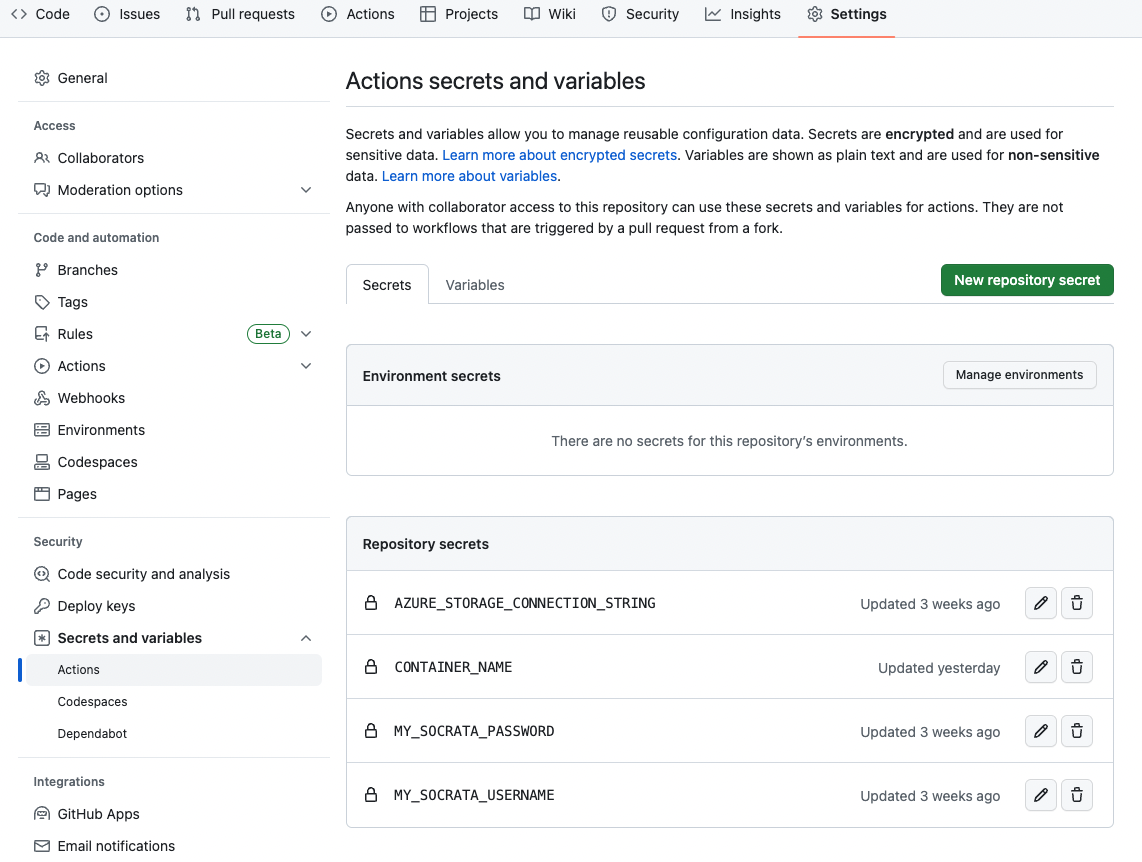 Code Issues Pull requests Actions Projects Wiki Security Insights Settings
General
Access
Collaborators
Moderation options
Code and automation
Branches
Tags
Rules Beta
Actions
Webhooks
Environments
Codespaces
Pages
Security
Code security and analysis
Deploy keys
Secrets and variables
Actions
Codespaces
Dependabot
Integrations
GitHub Apps
Email notifications
Actions secrets and variables
Secrets and variables allow you to manage reusable configuration data. Secrets are encrypted and are used for
sensitive data. Learn more about encrypted secrets. Variables are shown as plain text and are used for non-sensitive
data. Learn more about variables.
Anyone with collaborator access to this repository can use these secrets and variables for actions. They are not
passed to workflows that are triggered by a pull request from a fork.
Secrets Variables New repository secret
Environment secrets Manage environments
There are no secrets for this repository’s environments.
Repository secrets
AZURE_STORAGE_CONNECTION_STRING Updated 3 weeks ago
CONTAINER_NAME Updated yesterday
MY_SOCRATA_PASSWORD Updated 3 weeks ago
MY_SOCRATA_USERNAME Updated 3 weeks ago